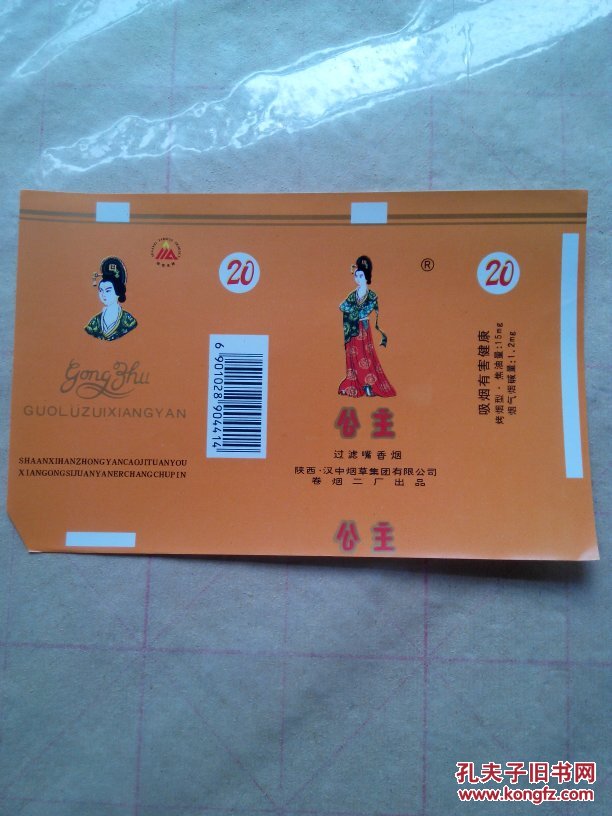 20
Gong Zhu
GUOLÜZUIXIANGYAN
SHAANXIHANZHONGYANCAOJITUANYOU
XIANGONGSIJUANYANERCHANGCHUPIN
6 901028 904414
®
公主
过滤嘴香烟
陕西·汉中烟草集团有限公司
卷烟二厂出品
公主
20
吸烟有害健康
烤烟型·焦油量:15mg
烟气烟碱量:1.2mg
孔夫子旧书网
www.kongfz.com